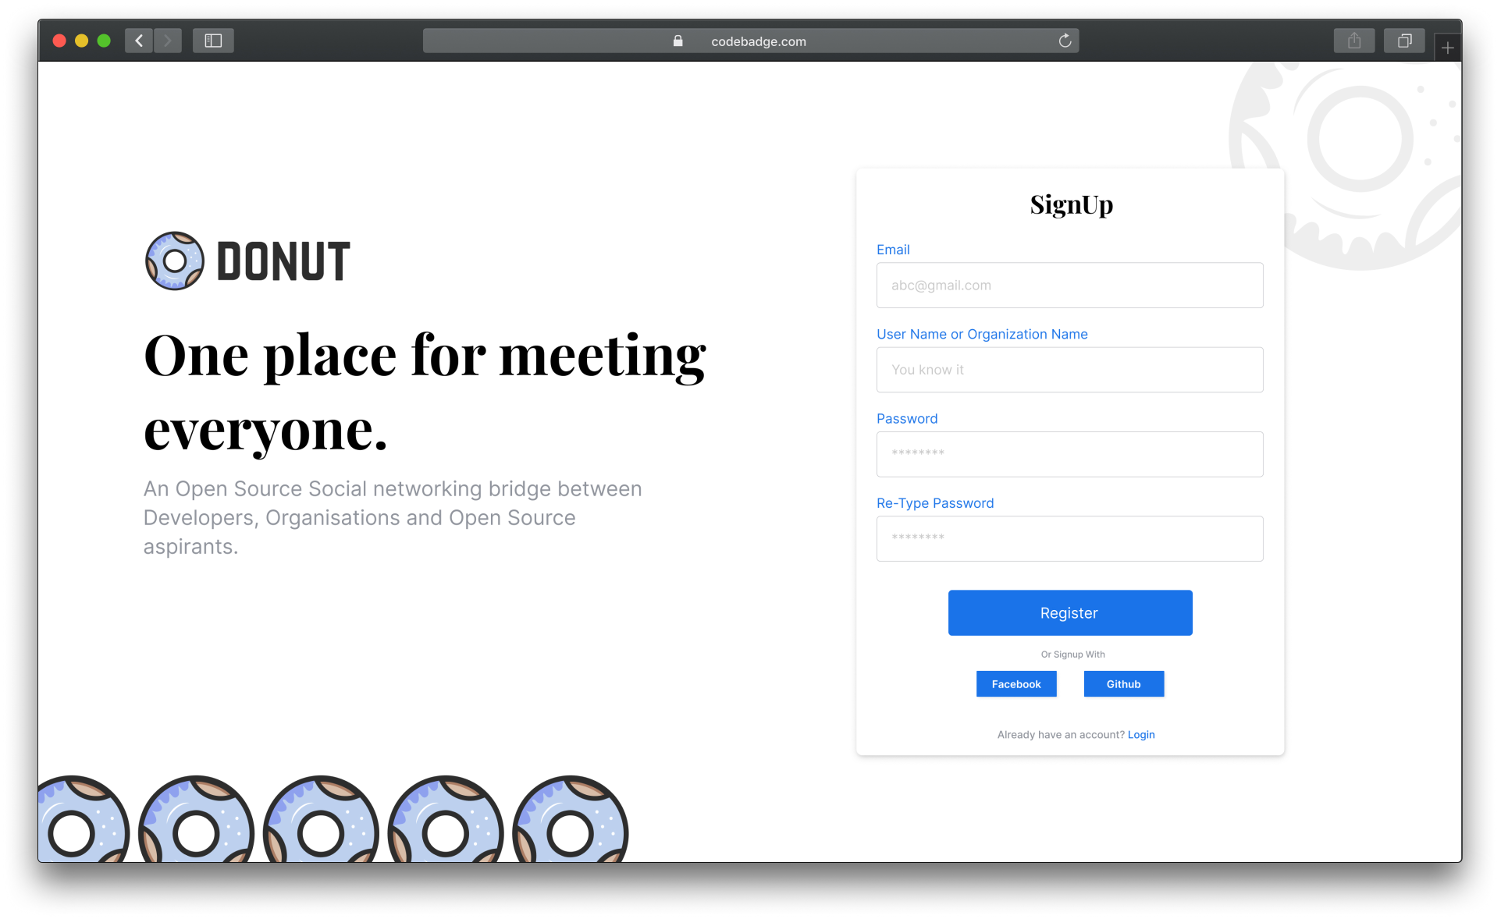 codebadge.com
DONUT
One place for meeting
everyone.
An Open Source Social networking bridge between
Developers, Organisations and Open Source
aspirants.
SignUp
Email
abc@gmail.com
User Name or Organization Name
You know it
Password
********
Re-Type Password
********
Register
Or Signup With
Facebook Github
Already have an account? Login